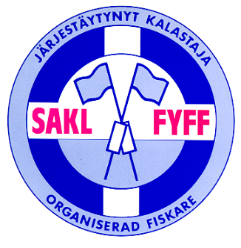 JÄRJESTÄYTYNYT KALASTAJA
SAKL FYFF
ORGANISERAD FISKARE